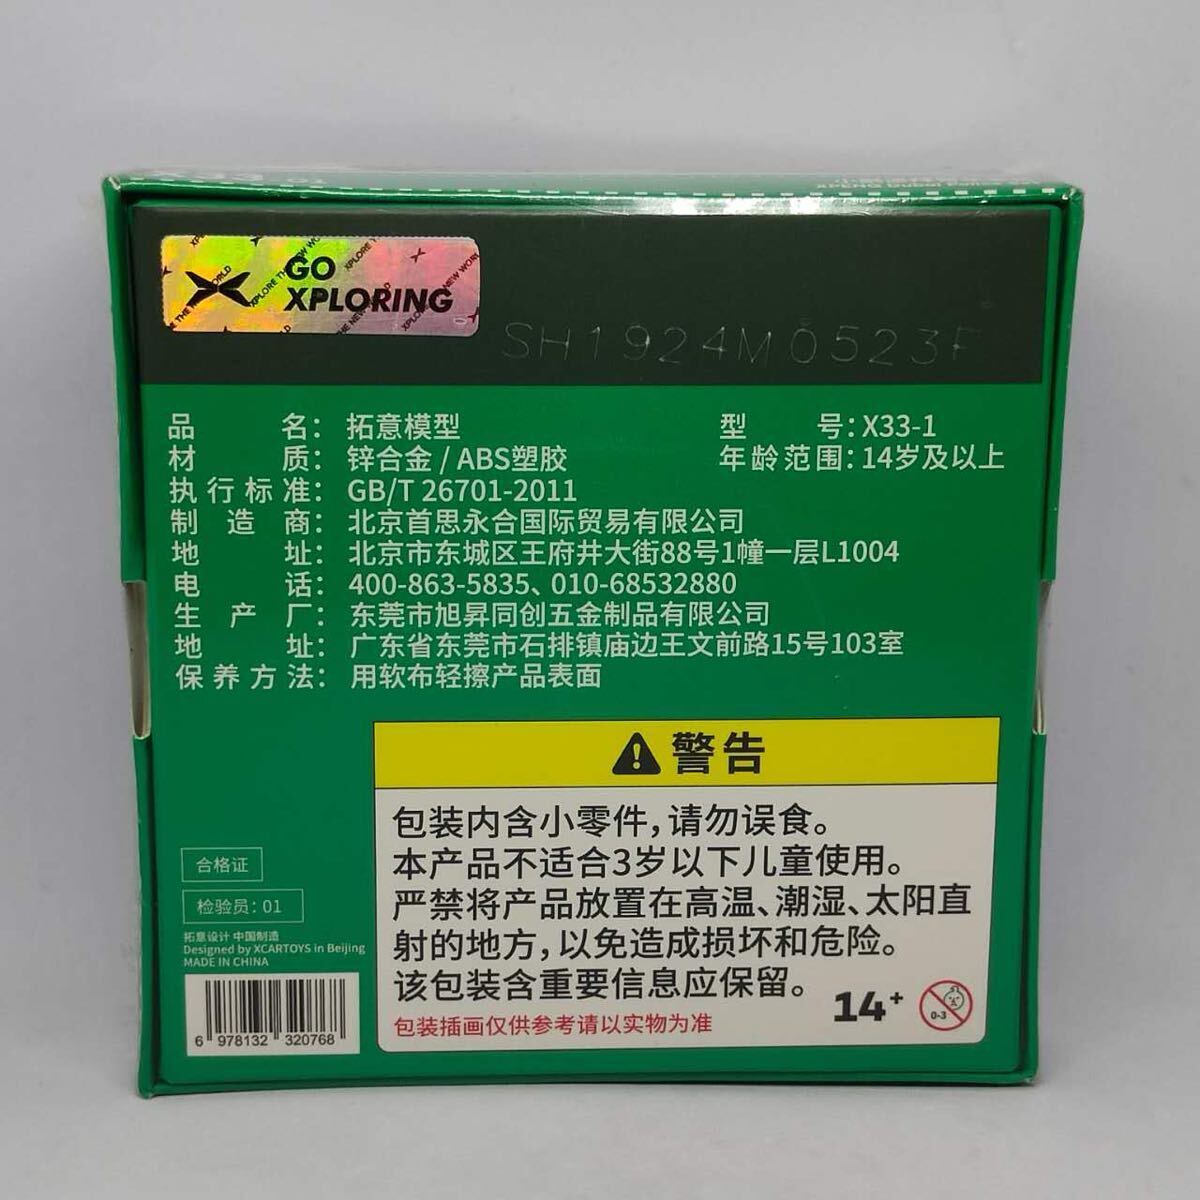 GO
XPLORING
SH1924M0523F
品名：拓意模型 型号：X33-1
材质：锌合金 / ABS塑胶 年龄范围：14岁及以上
执行标准：GB/T 26701-2011
制造商：北京首思永合国际贸易有限公司
地址：北京市东城区王府井大街88号1幢一层L1004
电话：400-863-5835、010-68532880
生产厂：东莞市旭昇同创五金制品有限公司
地址：广东省东莞市石排镇庙边王文前路15号103室
保养方法：用软布轻擦产品表面
警告
包装内含小零件，请勿误食。
本产品不适合3岁以下儿童使用。
严禁将产品放置在高温、潮湿、太阳直
射的地方，以免造成损坏和危险。
该包装含重要信息应保留。
包装插画仅供参考请以实物为准
14+
0-3
合格证
检验员：01
拓意设计 中国制造
Designed by XCARTOYS in Beijing
MADE IN CHINA
6 978132 320768